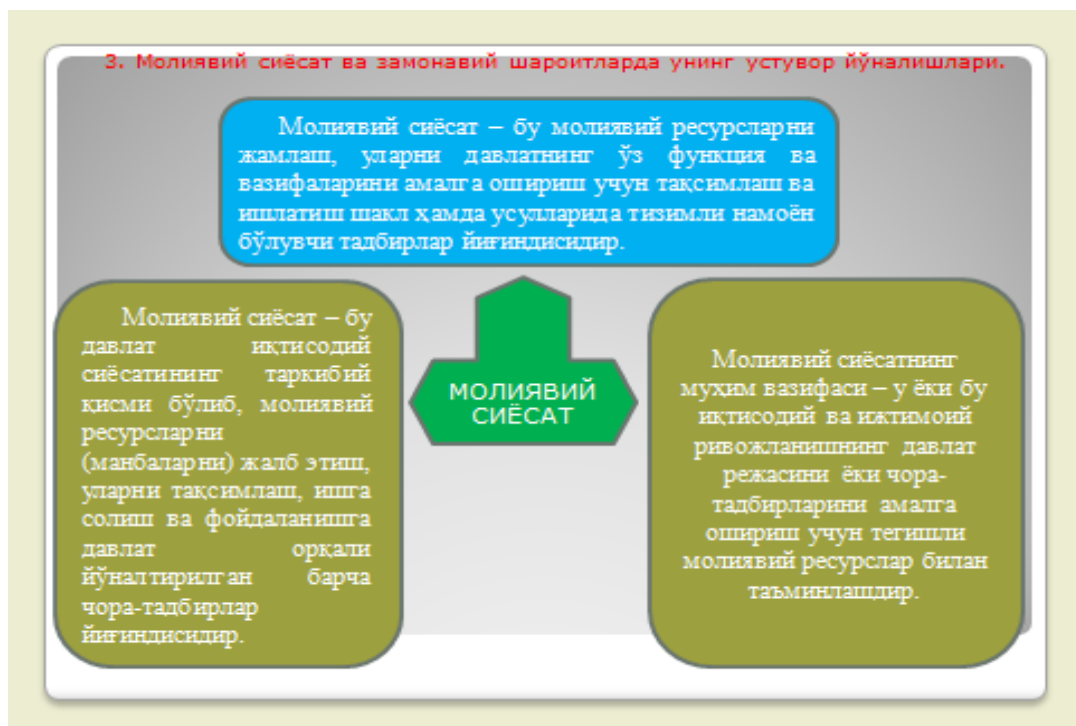 3. Молиявий сиёсат ва замонавий шароитларда унинг устувор йўналишлари.
Молиявий сиёсат – бу молиявий ресурсларни
жамлаш, уларни давлатнинг ўз функция ва
вазифаларини амалга ошириш учун тақсимлаш ва
ишлатиш шакл ҳамда усулларида тизимли намоён
бўлувчи тадбирлар йиғиндисидир.
Молиявий сиёсат – бу
давлат иқтисодий
сиёсатининг таркибий
қисми бўлиб, молиявий
ресурсларни
(манбаларни) жалб этиш,
уларни тақсимлаш, ишга
солиш ва фойдаланишга
давлат орқали
йўналтирилган барча
чора-тадбирлар
йиғиндисидир.
МОЛИЯВИЙ
СИЁСАТ
Молиявий сиёсатнинг
муҳим вазифаси – у ёки бу
иқтисодий ва ижтимоий
ривожланишнинг давлат
режасини ёки чора-
тадбирларини амалга
ошириш учун тегишли
молиявий ресурслар билан
таъминлашдир.